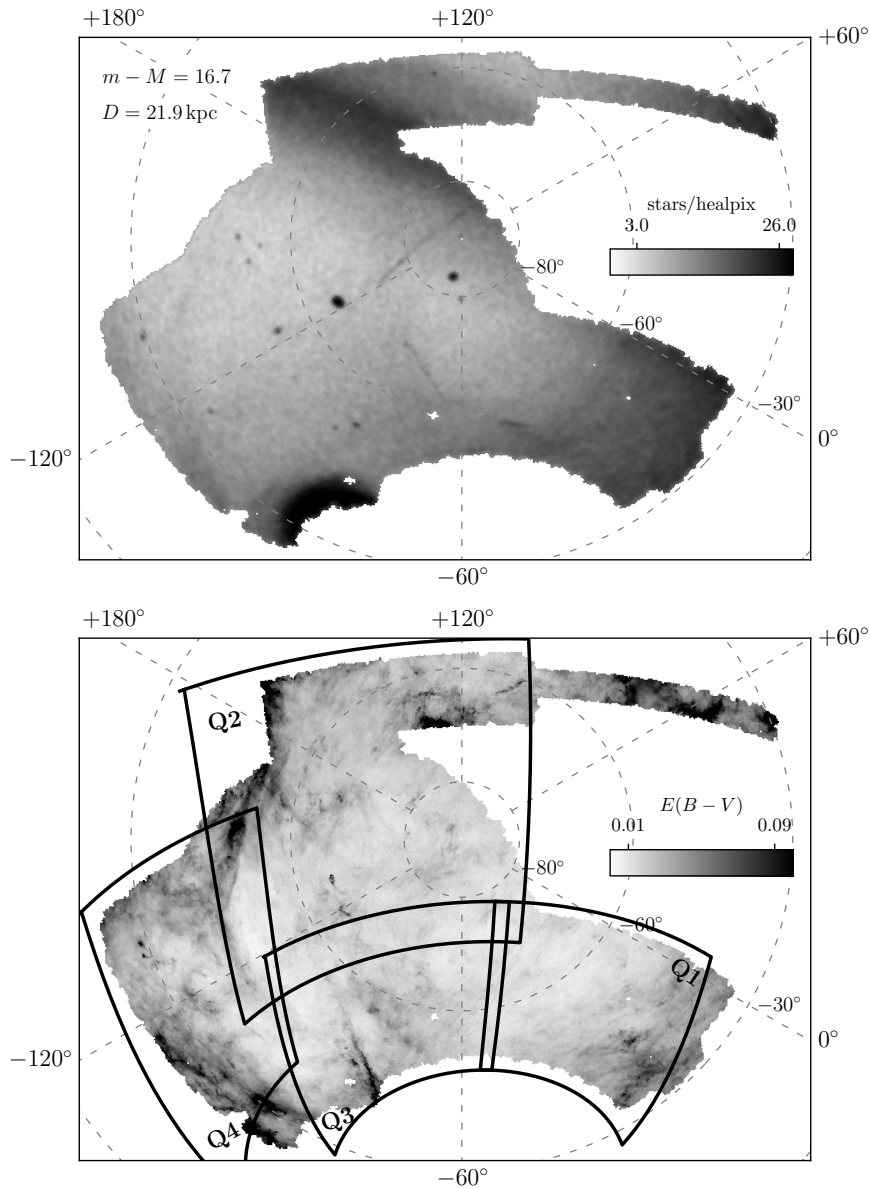 +180° +120° +60°
m − M = 16.7
D = 21.9 kpc
stars/healpix
3.0 26.0
−80°
−60°
−30°
0°
−120°
−60°
+180° +120° +60°
Q2
E(B − V)
0.01 0.09
−80°
−60°
Q1
−30°
0°
−120°
Q3
Q4
−60°